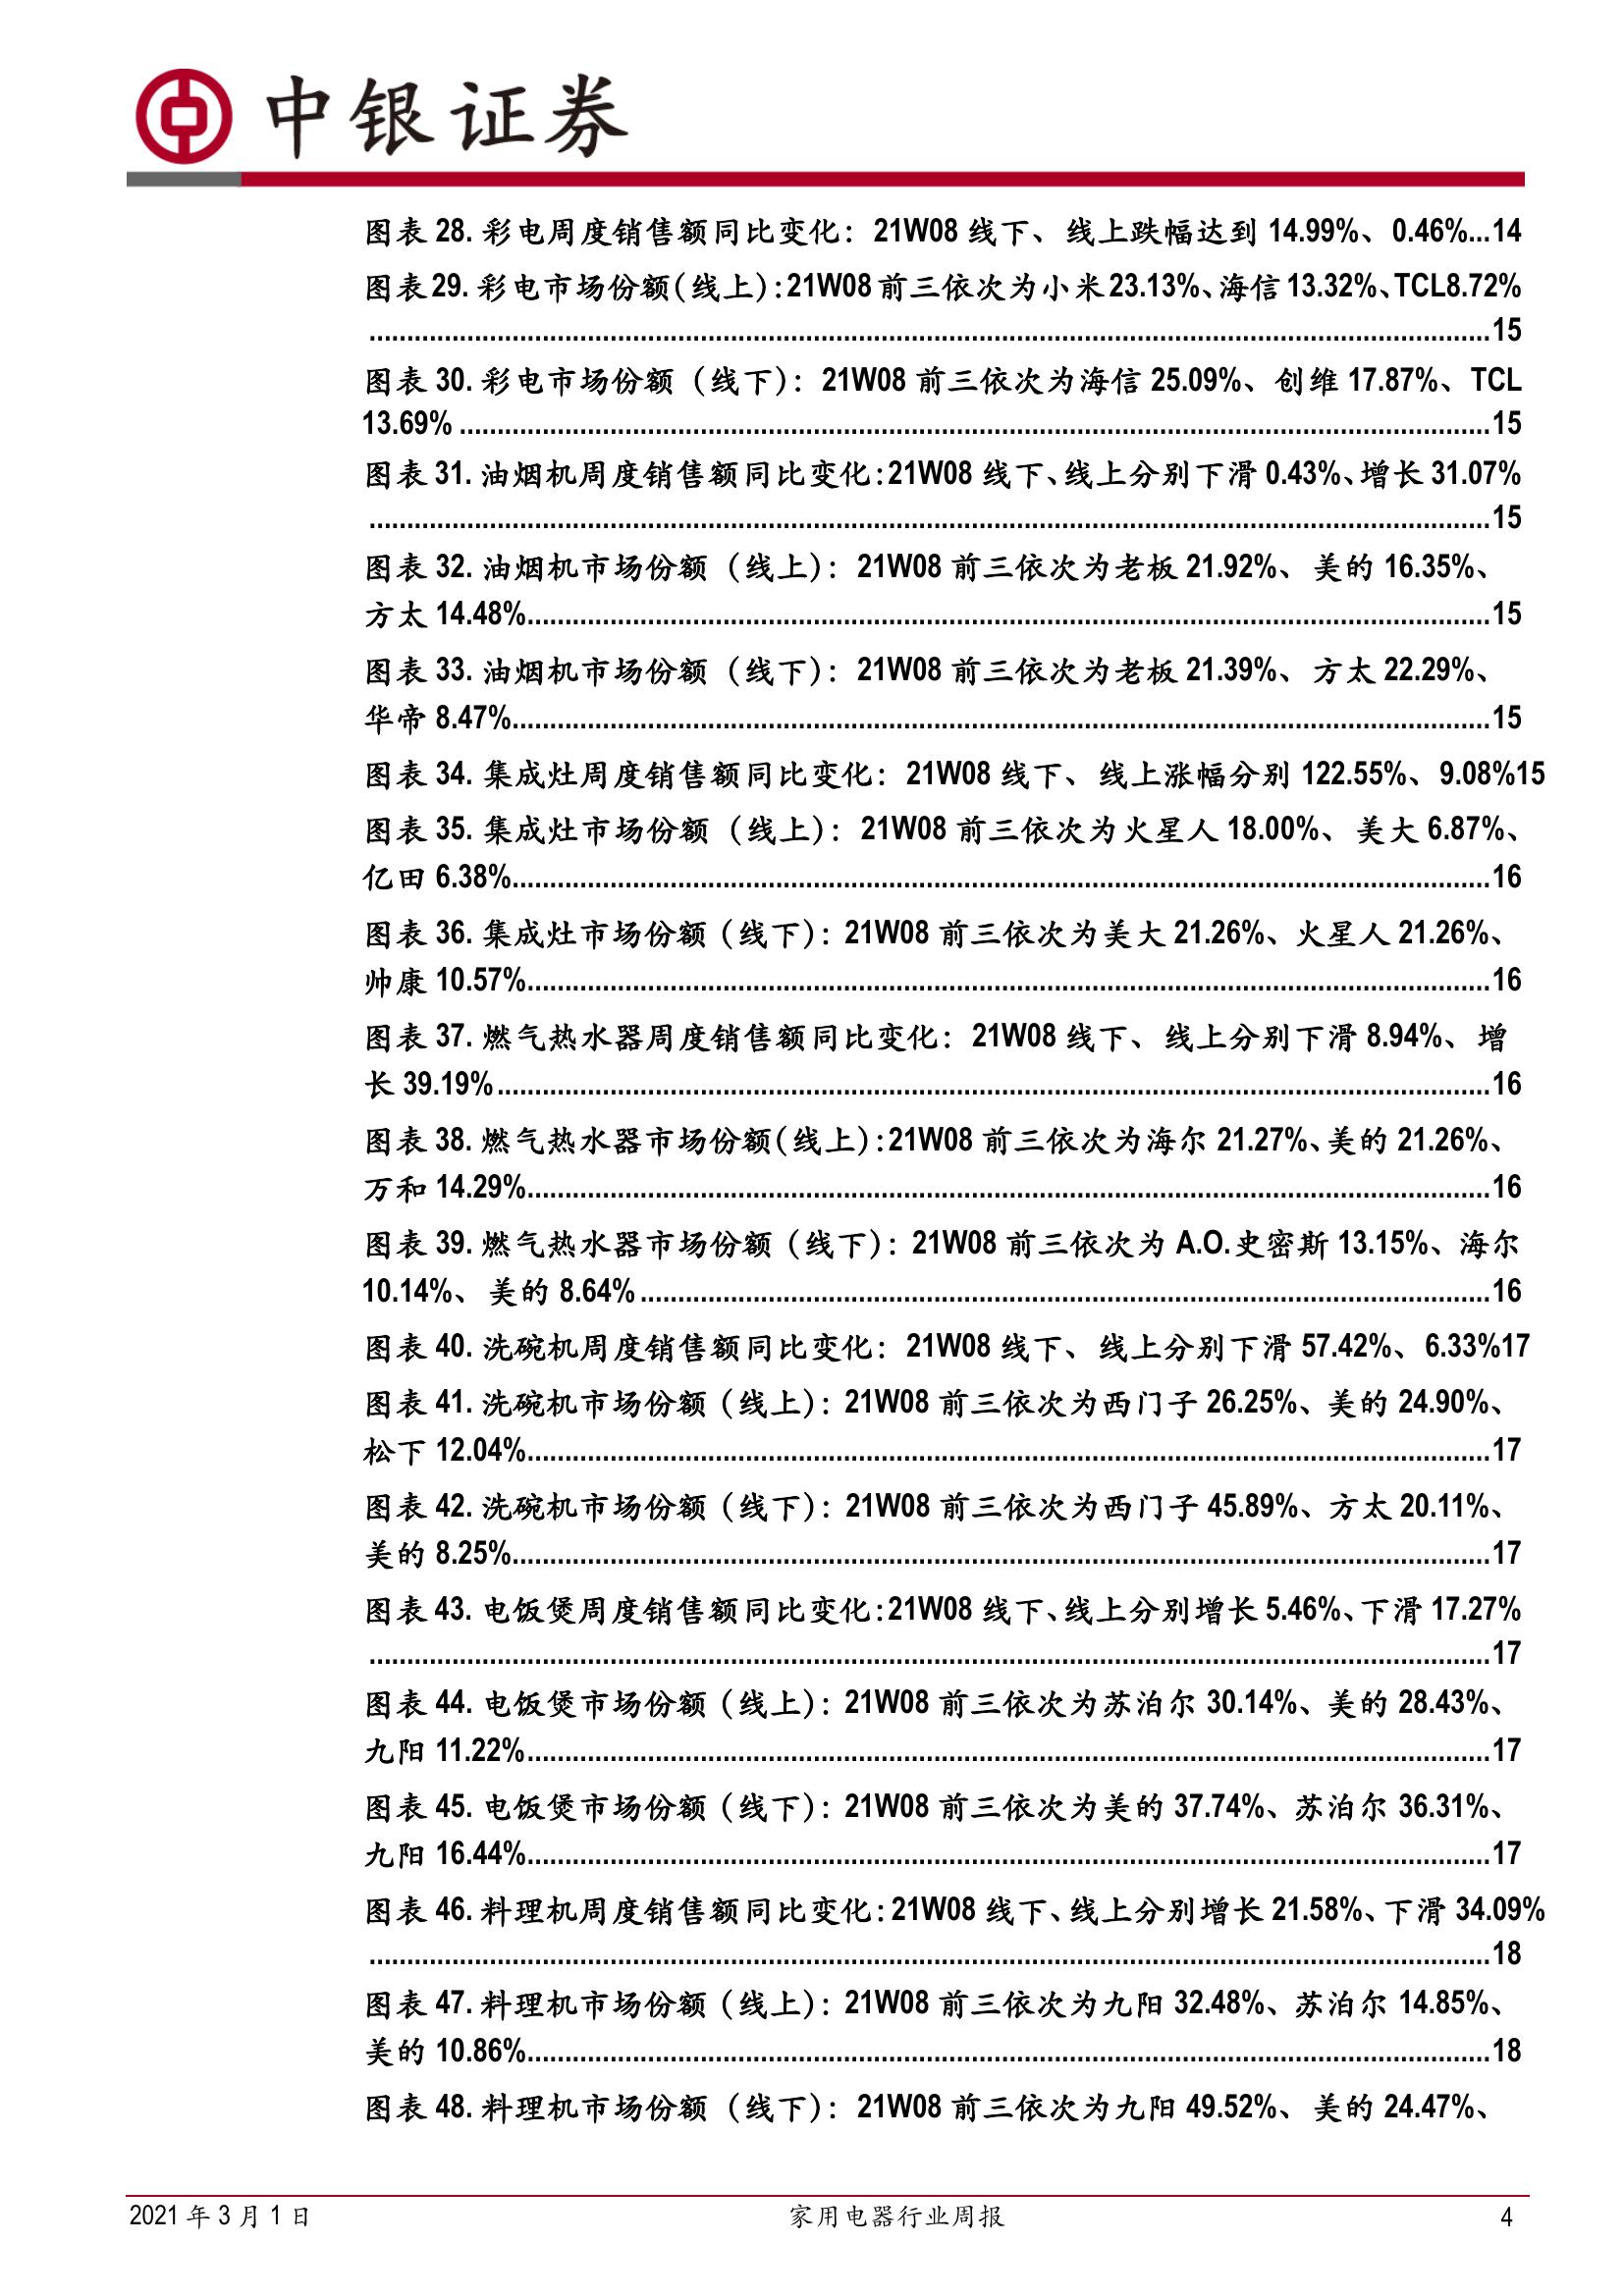 中银证券
图表 28. 彩电周度销售额同比变化：21W08 线下、线上跌幅达到 14.99%、0.46%...14
图表 29. 彩电市场份额（线上）：21W08 前三依次为小米 23.13%、海信 13.32%、TCL8.72%
...15
图表 30. 彩电市场份额（线下）：21W08 前三依次为海信 25.09%、创维 17.87%、TCL
13.69% ...15
图表 31. 油烟机周度销售额同比变化：21W08 线下、线上分别下滑 0.43%、增长 31.07%
...15
图表 32. 油烟机市场份额（线上）：21W08 前三依次为老板 21.92%、美的 16.35%、
方太 14.48%...15
图表 33. 油烟机市场份额（线下）：21W08 前三依次为老板 21.39%、方太 22.29%、
华帝 8.47%...15
图表 34. 集成灶周度销售额同比变化：21W08 线下、线上涨幅分别 122.55%、9.08%15
图表 35. 集成灶市场份额（线上）：21W08 前三依次为火星人 18.00%、美大 6.87%、
亿田 6.38%...16
图表 36. 集成灶市场份额（线下）：21W08 前三依次为美大 21.26%、火星人 21.26%、
帅康 10.57%...16
图表 37. 燃气热水器周度销售额同比变化：21W08 线下、线上分别下滑 8.94%、增
长 39.19%...16
图表 38. 燃气热水器市场份额（线上）：21W08 前三依次为海尔 21.27%、美的 21.26%、
万和 14.29%...16
图表 39. 燃气热水器市场份额（线下）：21W08 前三依次为 A.O.史密斯 13.15%、海尔
10.14%、美的 8.64%...16
图表 40. 洗碗机周度销售额同比变化：21W08 线下、线上分别下滑 57.42%、6.33%17
图表 41. 洗碗机市场份额（线上）：21W08 前三依次为西门子 26.25%、美的 24.90%、
松下 12.04%...17
图表 42. 洗碗机市场份额（线下）：21W08 前三依次为西门子 45.89%、方太 20.11%、
美的 8.25%...17
图表 43. 电饭煲周度销售额同比变化：21W08 线下、线上分别增长 5.46%、下滑 17.27%
...17
图表 44. 电饭煲市场份额（线上）：21W08 前三依次为苏泊尔 30.14%、美的 28.43%、
九阳 11.22%...17
图表 45. 电饭煲市场份额（线下）：21W08 前三依次为美的 37.74%、苏泊尔 36.31%、
九阳 16.44%...17
图表 46. 料理机周度销售额同比变化：21W08 线下、线上分别增长 21.58%、下滑 34.09%
...18
图表 47. 料理机市场份额（线上）：21W08 前三依次为九阳 32.48%、苏泊尔 14.85%、
美的 10.86%...18
图表 48. 料理机市场份额（线下）：21W08 前三依次为九阳 49.52%、美的 24.47%、
2021 年 3 月 1 日 家用电器行业周报 4